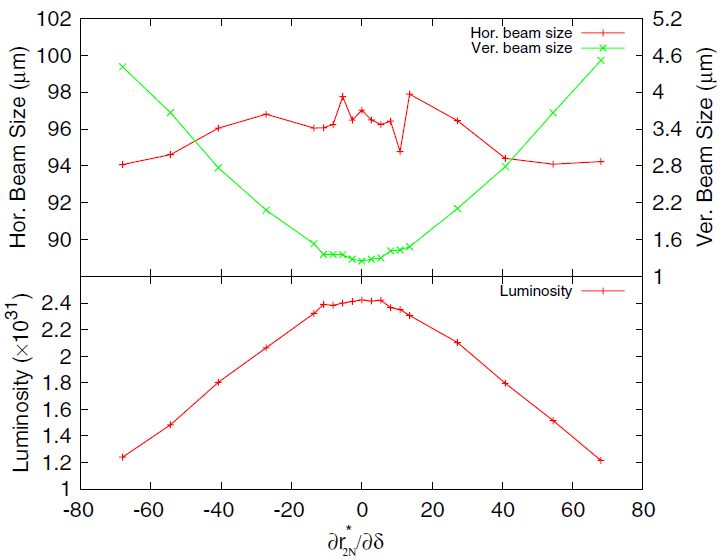 102
100
98
96
94
92
90
Hor. Beam Size (μm)
Hor. beam size
Ver. beam size
5.2
4.6
4
3.4
2.8
2.2
1.6
1
Ver. Beam Size (μm)
Luminosity
2.4
2.2
2
1.8
1.6
1.4
1.2
1
Luminosity (×10³¹)
-80 -60 -40 -20 0 20 40 60 80
∂r*₂N/∂δ